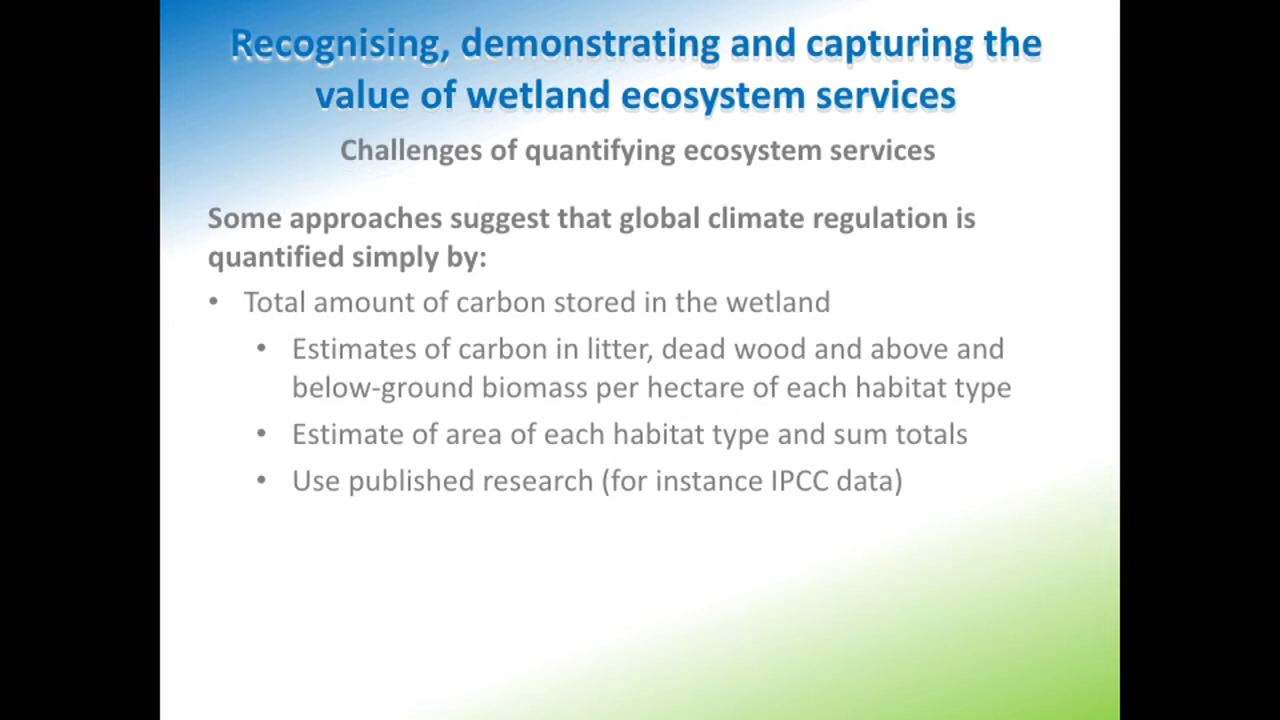 Recognising, demonstrating and capturing the
value of wetland ecosystem services
Challenges of quantifying ecosystem services
Some approaches suggest that global climate regulation is
quantified simply by:
• Total amount of carbon stored in the wetland
• Estimates of carbon in litter, dead wood and above and
below-ground biomass per hectare of each habitat type
• Estimate of area of each habitat type and sum totals
• Use published research (for instance IPCC data)